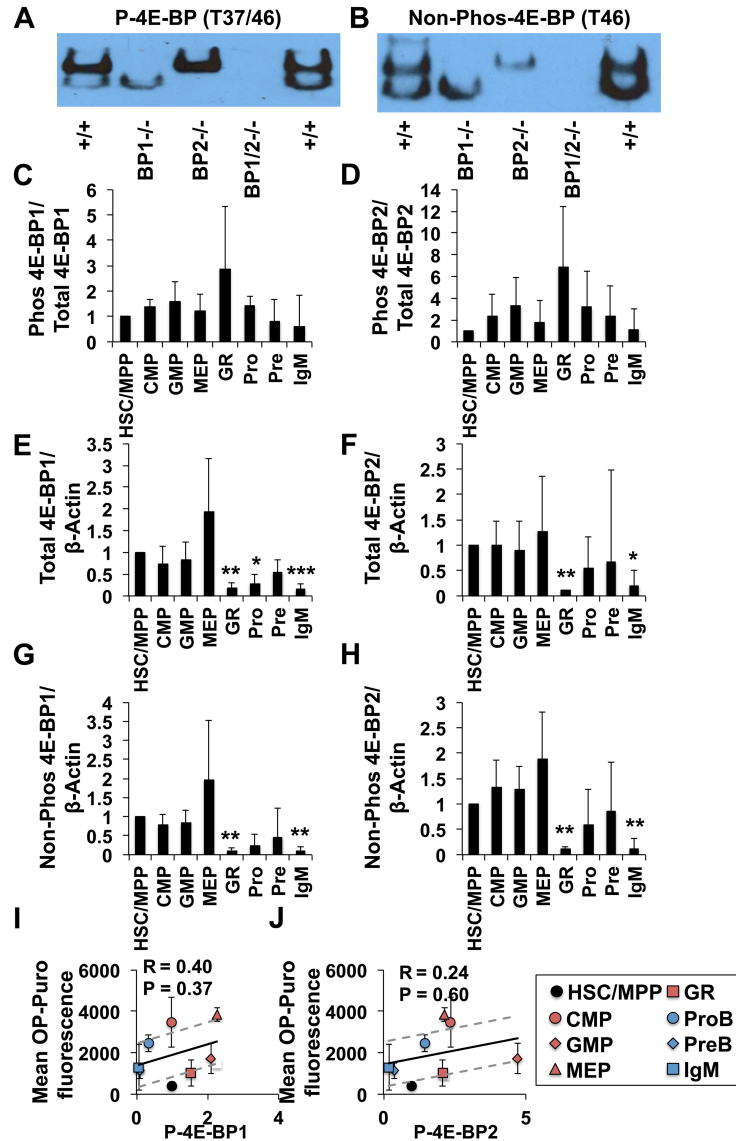 A
P-4E-BP (T37/46)
B
Non-Phos-4E-BP (T46)
+/+
BP1-/-
BP2-/-
BP1/2-/-
+/+
+/+
BP1-/-
BP2-/-
BP1/2-/-
+/+
C
Phos 4E-BP1/
Total 4E-BP1
6
5
4
3
2
1
0
HSC/MPP
CMP
GMP
MEP
GR
Pro
Pre
IgM
D
Phos 4E-BP2/
Total 4E-BP2
14
12
10
8
6
4
2
0
HSC/MPP
CMP
GMP
MEP
GR
Pro
Pre
IgM
E
Total 4E-BP1/
β-Actin
3.5
3
2.5
2
1.5
1
0.5
0
** * ***
HSC/MPP
CMP
GMP
MEP
GR
Pro
Pre
IgM
F
Total 4E-BP2/
β-Actin
3
2.5
2
1.5
1
0.5
0
** *
HSC/MPP
CMP
GMP
MEP
GR
Pro
Pre
IgM
G
Non-Phos 4E-BP1/
β-Actin
4
3.5
3
2.5
2
1.5
1
0.5
0
** **
HSC/MPP
CMP
GMP
MEP
GR
Pro
Pre
IgM
H
Non-Phos 4E-BP2/
β-Actin
3
2.5
2
1.5
1
0.5
0
** **
HSC/MPP
CMP
GMP
MEP
GR
Pro
Pre
IgM
I
Mean OP-Puro
fluorescence
6000
4000
2000
0
R = 0.40
P = 0.37
0 2 4
P-4E-BP1
J
Mean OP-Puro
fluorescence
6000
4000
2000
0
R = 0.24
P = 0.60
0 5
P-4E-BP2
HSC/MPP
GR
CMP
ProB
GMP
PreB
MEP
IgM